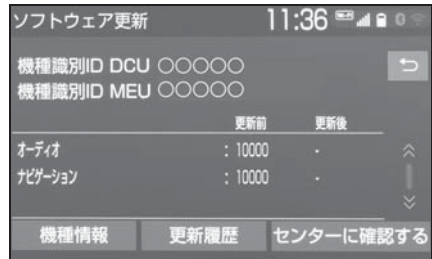 ソフトウェア更新 11:36
機種識別ID DCU ○○○○○
機種識別ID MEU ○○○○○
更新前 更新後
オーディオ : 10000 -
ナビゲーション : 10000 -
機種情報 更新履歴 センターに確認する